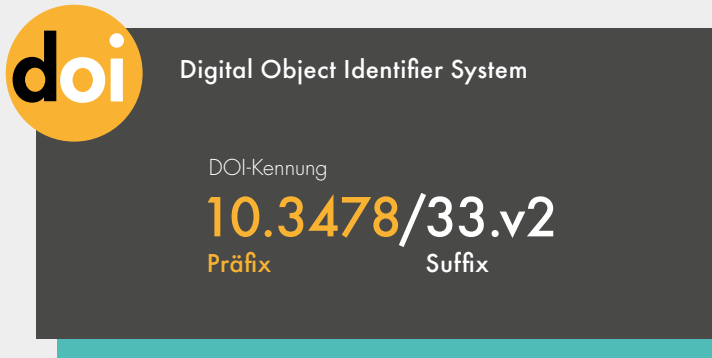 doi
Digital Object Identifier System
DOI-Kennung
10.3478/33.v2
Präfix Suffix